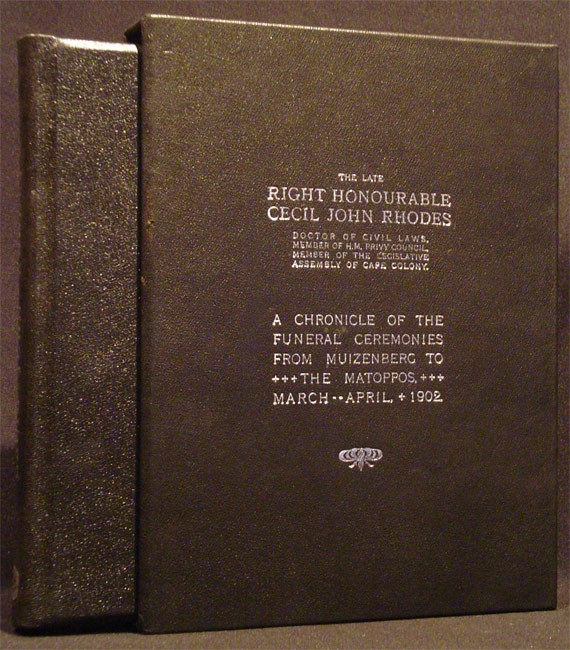 THE LATE
RIGHT HONOURABLE
CECIL JOHN RHODES
DOCTOR OF CIVIL LAWS,
MEMBER OF H.M. PRIVY COUNCIL,
MEMBER OF THE LEGISLATIVE
ASSEMBLY OF CAPE COLONY.
A CHRONICLE OF THE
FUNERAL CEREMONIES
FROM MUIZENBERG TO
+++THE MATOPPOS,+++
MARCH--APRIL, + 1902